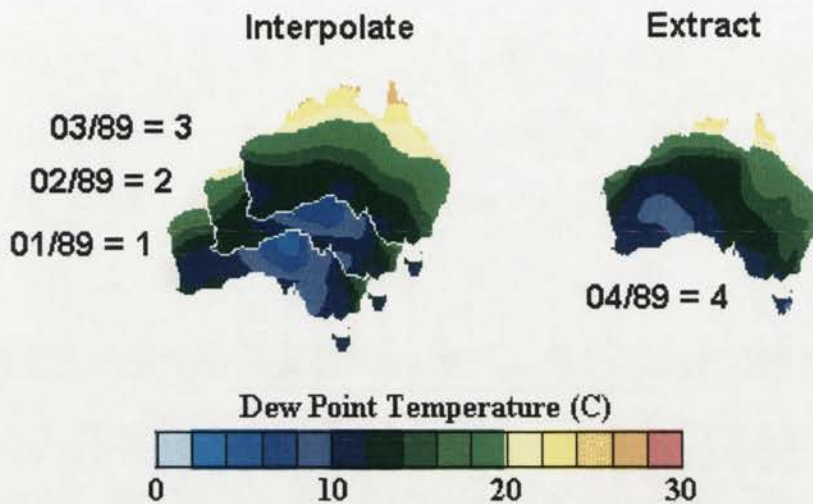 Interpolate
Extract
03/89 = 3
02/89 = 2
01/89 = 1
04/89 = 4
Dew Point Temperature (C)
0 10 20 30